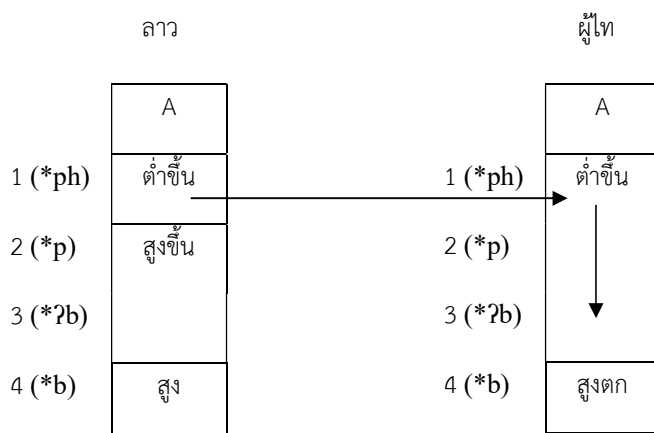 ลาว ผู้ไท
A A
1 (*ph) ต่ำขึ้น 1 (*ph) ต่ำขึ้น
2 (*p) สูงขึ้น 2 (*p)
3 (*ʔb) 3 (*ʔb)
4 (*b) สูง 4 (*b) สูงตก